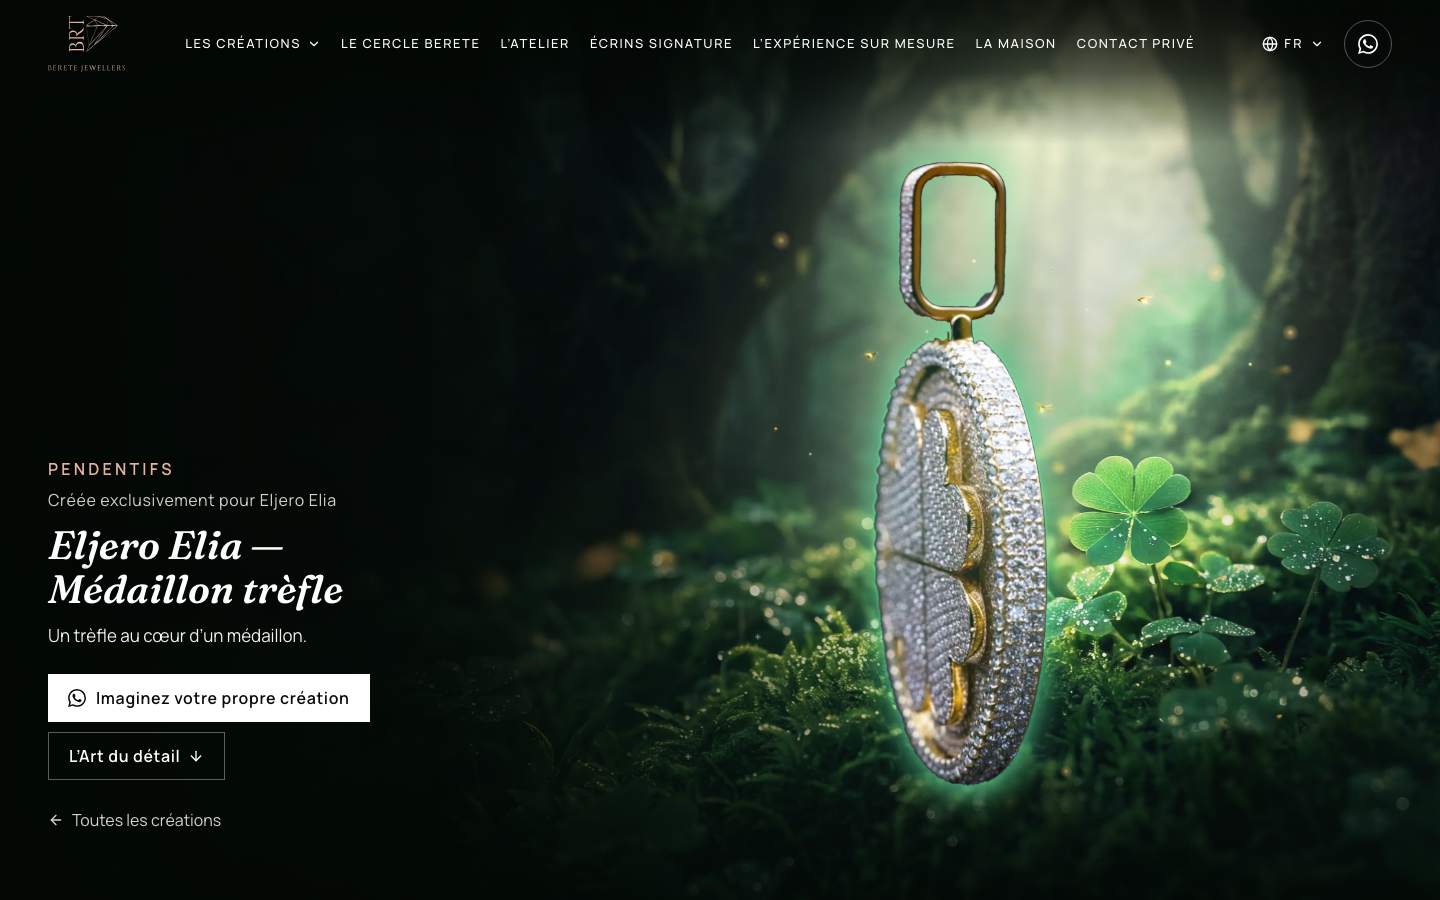 BRT
BERETE JEWELLERS
LES CRÉATIONS
LE CERCLE BERETE
L'ATELIER
ÉCRINS SIGNATURE
L'EXPÉRIENCE SUR MESURE
LA MAISON
CONTACT PRIVÉ
FR
PENDENTIFS
Créée exclusivement pour Eljero Elia
Eljero Elia —
Médaillon trèfle
Un trèfle au cœur d'un médaillon.
Imaginez votre propre création
L'Art du détail ↓
← Toutes les créations